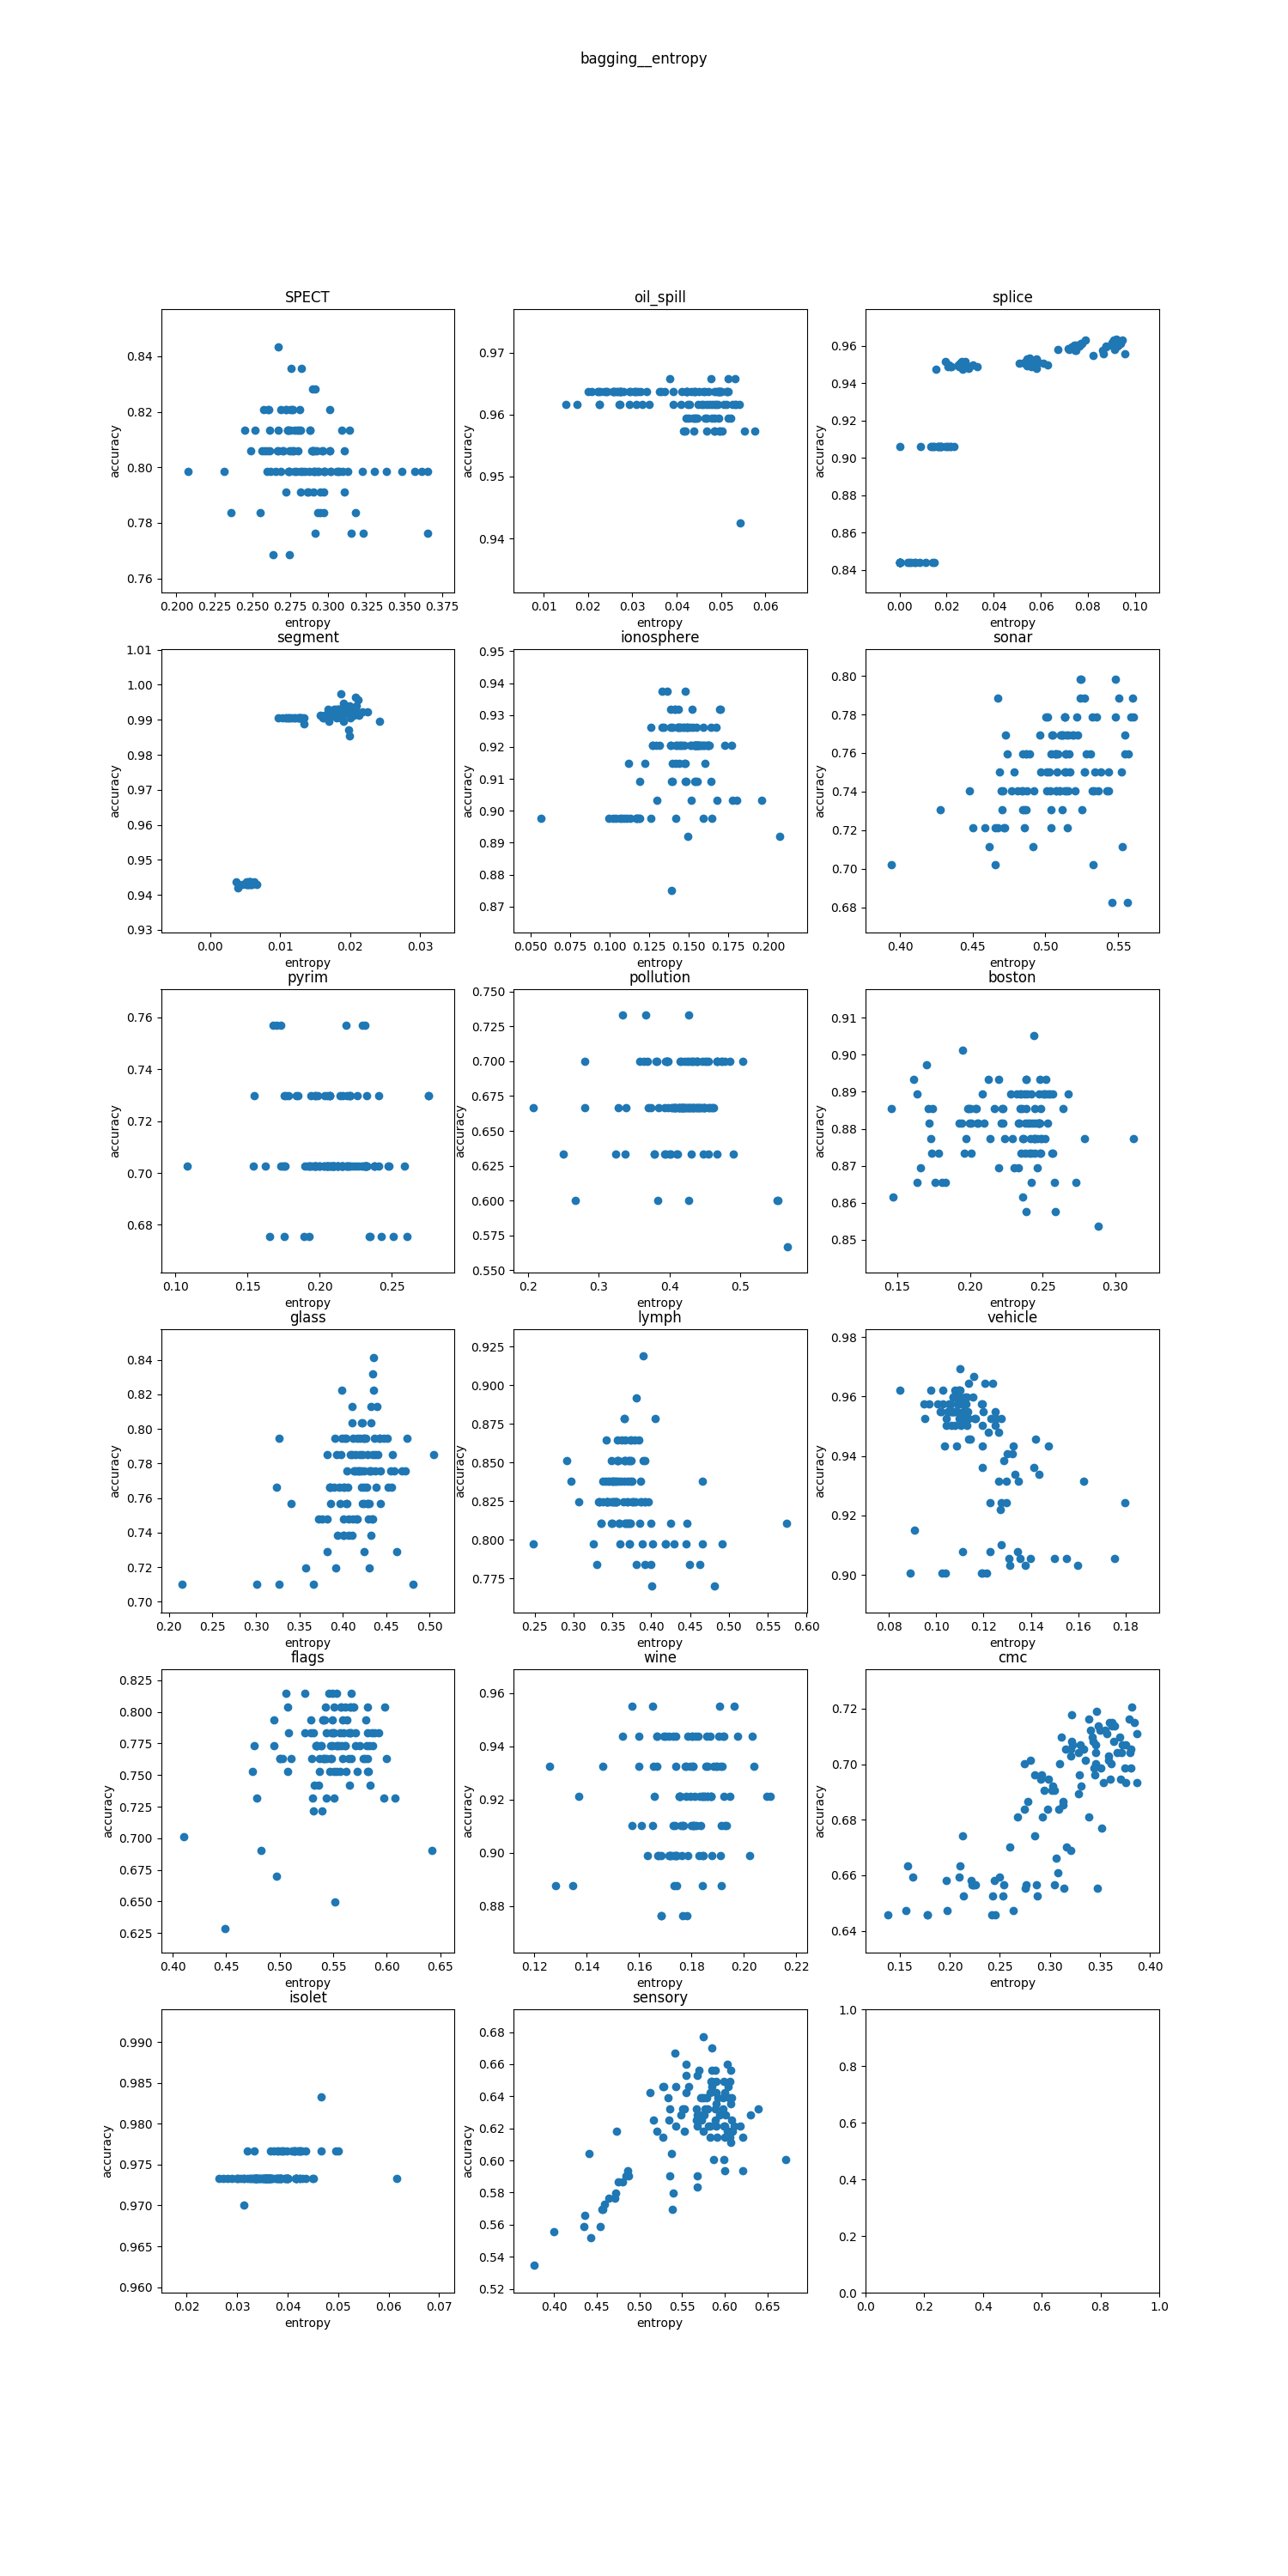 bagging__entropy
SPECT
oil_spill
splice
0.84
0.82
0.80
0.78
0.76
accuracy
0.200 0.225 0.250 0.275 0.300 0.325 0.350 0.375
entropy
0.97
0.96
0.95
0.94
accuracy
0.01 0.02 0.03 0.04 0.05 0.06
entropy
0.96
0.94
0.92
0.90
0.88
0.86
0.84
accuracy
0.00 0.02 0.04 0.06 0.08 0.10
entropy
segment
ionosphere
sonar
1.01
1.00
0.99
0.98
0.97
0.96
0.95
0.94
0.93
accuracy
0.00 0.01 0.02 0.03
entropy
0.95
0.94
0.93
0.92
0.91
0.90
0.89
0.88
0.87
accuracy
0.050 0.075 0.100 0.125 0.150 0.175 0.200
entropy
0.80
0.78
0.76
0.74
0.72
0.70
0.68
accuracy
0.40 0.45 0.50 0.55
entropy
pyrim
pollution
boston
0.76
0.74
0.72
0.70
0.68
accuracy
0.10 0.15 0.20 0.25
entropy
0.750
0.725
0.700
0.675
0.650
0.625
0.600
0.575
0.550
accuracy
0.2 0.3 0.4 0.5
entropy
0.91
0.90
0.89
0.88
0.87
0.86
0.85
accuracy
0.15 0.20 0.25 0.30
entropy
glass
lymph
vehicle
0.84
0.82
0.80
0.78
0.76
0.74
0.72
0.70
accuracy
0.20 0.25 0.30 0.35 0.40 0.45 0.50
entropy
0.925
0.900
0.875
0.850
0.825
0.800
0.775
accuracy
0.25 0.30 0.35 0.40 0.45 0.50 0.55 0.60
entropy
0.98
0.96
0.94
0.92
0.90
accuracy
0.08 0.10 0.12 0.14 0.16 0.18
entropy
flags
wine
cmc
0.825
0.800
0.775
0.750
0.725
0.700
0.675
0.650
0.625
accuracy
0.40 0.45 0.50 0.55 0.60 0.65
entropy
0.96
0.94
0.92
0.90
0.88
accuracy
0.12 0.14 0.16 0.18 0.20 0.22
entropy
0.72
0.70
0.68
0.66
0.64
accuracy
0.15 0.20 0.25 0.30 0.35 0.40
entropy
isolet
sensory
0.990
0.985
0.980
0.975
0.970
0.965
0.960
accuracy
0.02 0.03 0.04 0.05 0.06 0.07
entropy
0.68
0.66
0.64
0.62
0.60
0.58
0.56
0.54
0.52
accuracy
0.40 0.45 0.50 0.55 0.60 0.65
entropy
1.0
0.8
0.6
0.4
0.2
0.0
0.0 0.2 0.4 0.6 0.8 1.0